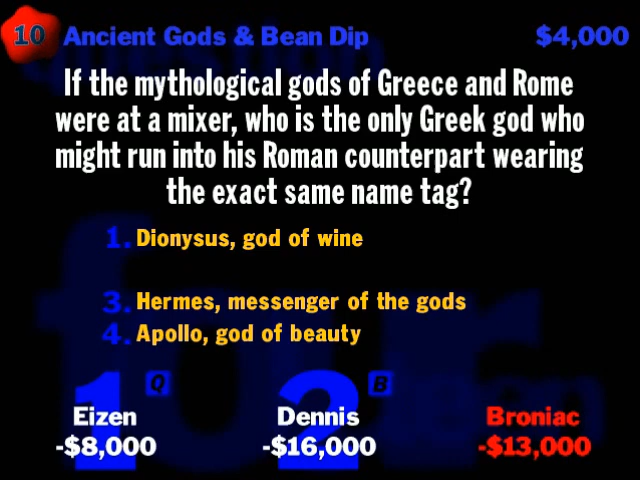 10 Ancient Gods & Bean Dip $4,000
If the mythological gods of Greece and Rome
were at a mixer, who is the only Greek god who
might run into his Roman counterpart wearing
the exact same name tag?
1. Dionysus, god of wine
3. Hermes, messenger of the gods
4. Apollo, god of beauty
1 Q 2 B
Eizen Dennis Broniac
-$8,000 -$16,000 -$13,000